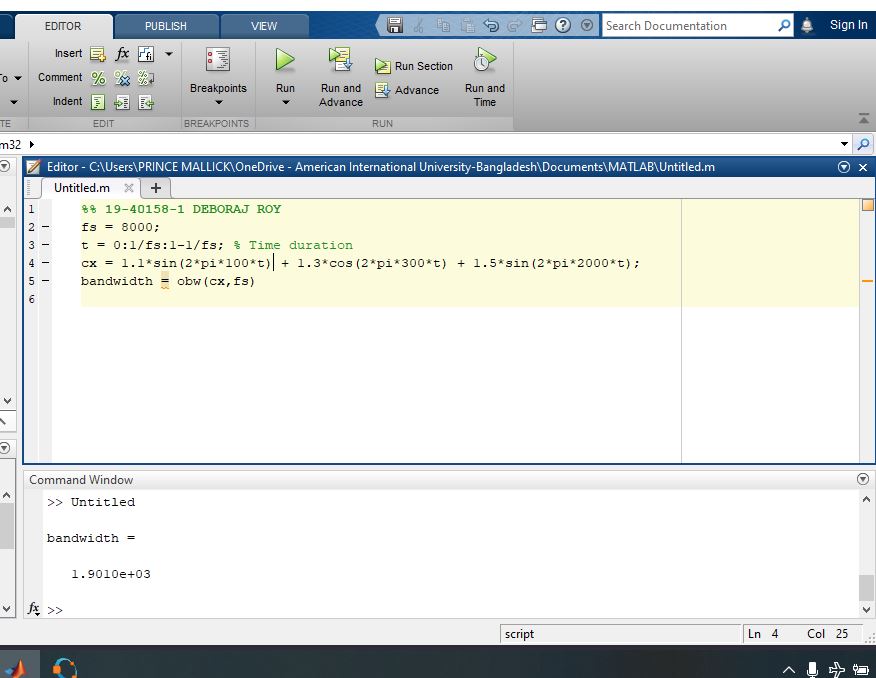 EDITOR PUBLISH VIEW Search Documentation Sign In
Insert fx
Comment
Indent
Breakpoints
Run
Run and
Advance
Run Section
Advance
Run and
Time
EDIT BREAKPOINTS RUN
m32
Editor - C:\Users\PRINCE MALLICK\OneDrive - American International University-Bangladesh\Documents\MATLAB\Untitled.m
Untitled.m
1 %% 19-40158-1 DEBORAJ ROY
2 - fs = 8000;
3 - t = 0:1/fs:1-1/fs; % Time duration
4 - cx = 1.1*sin(2*pi*100*t) + 1.3*cos(2*pi*300*t) + 1.5*sin(2*pi*2000*t);
5 - bandwidth = obw(cx,fs)
6
Command Window
>> Untitled
bandwidth =
1.9010e+03
fx >>
script Ln 4 Col 25